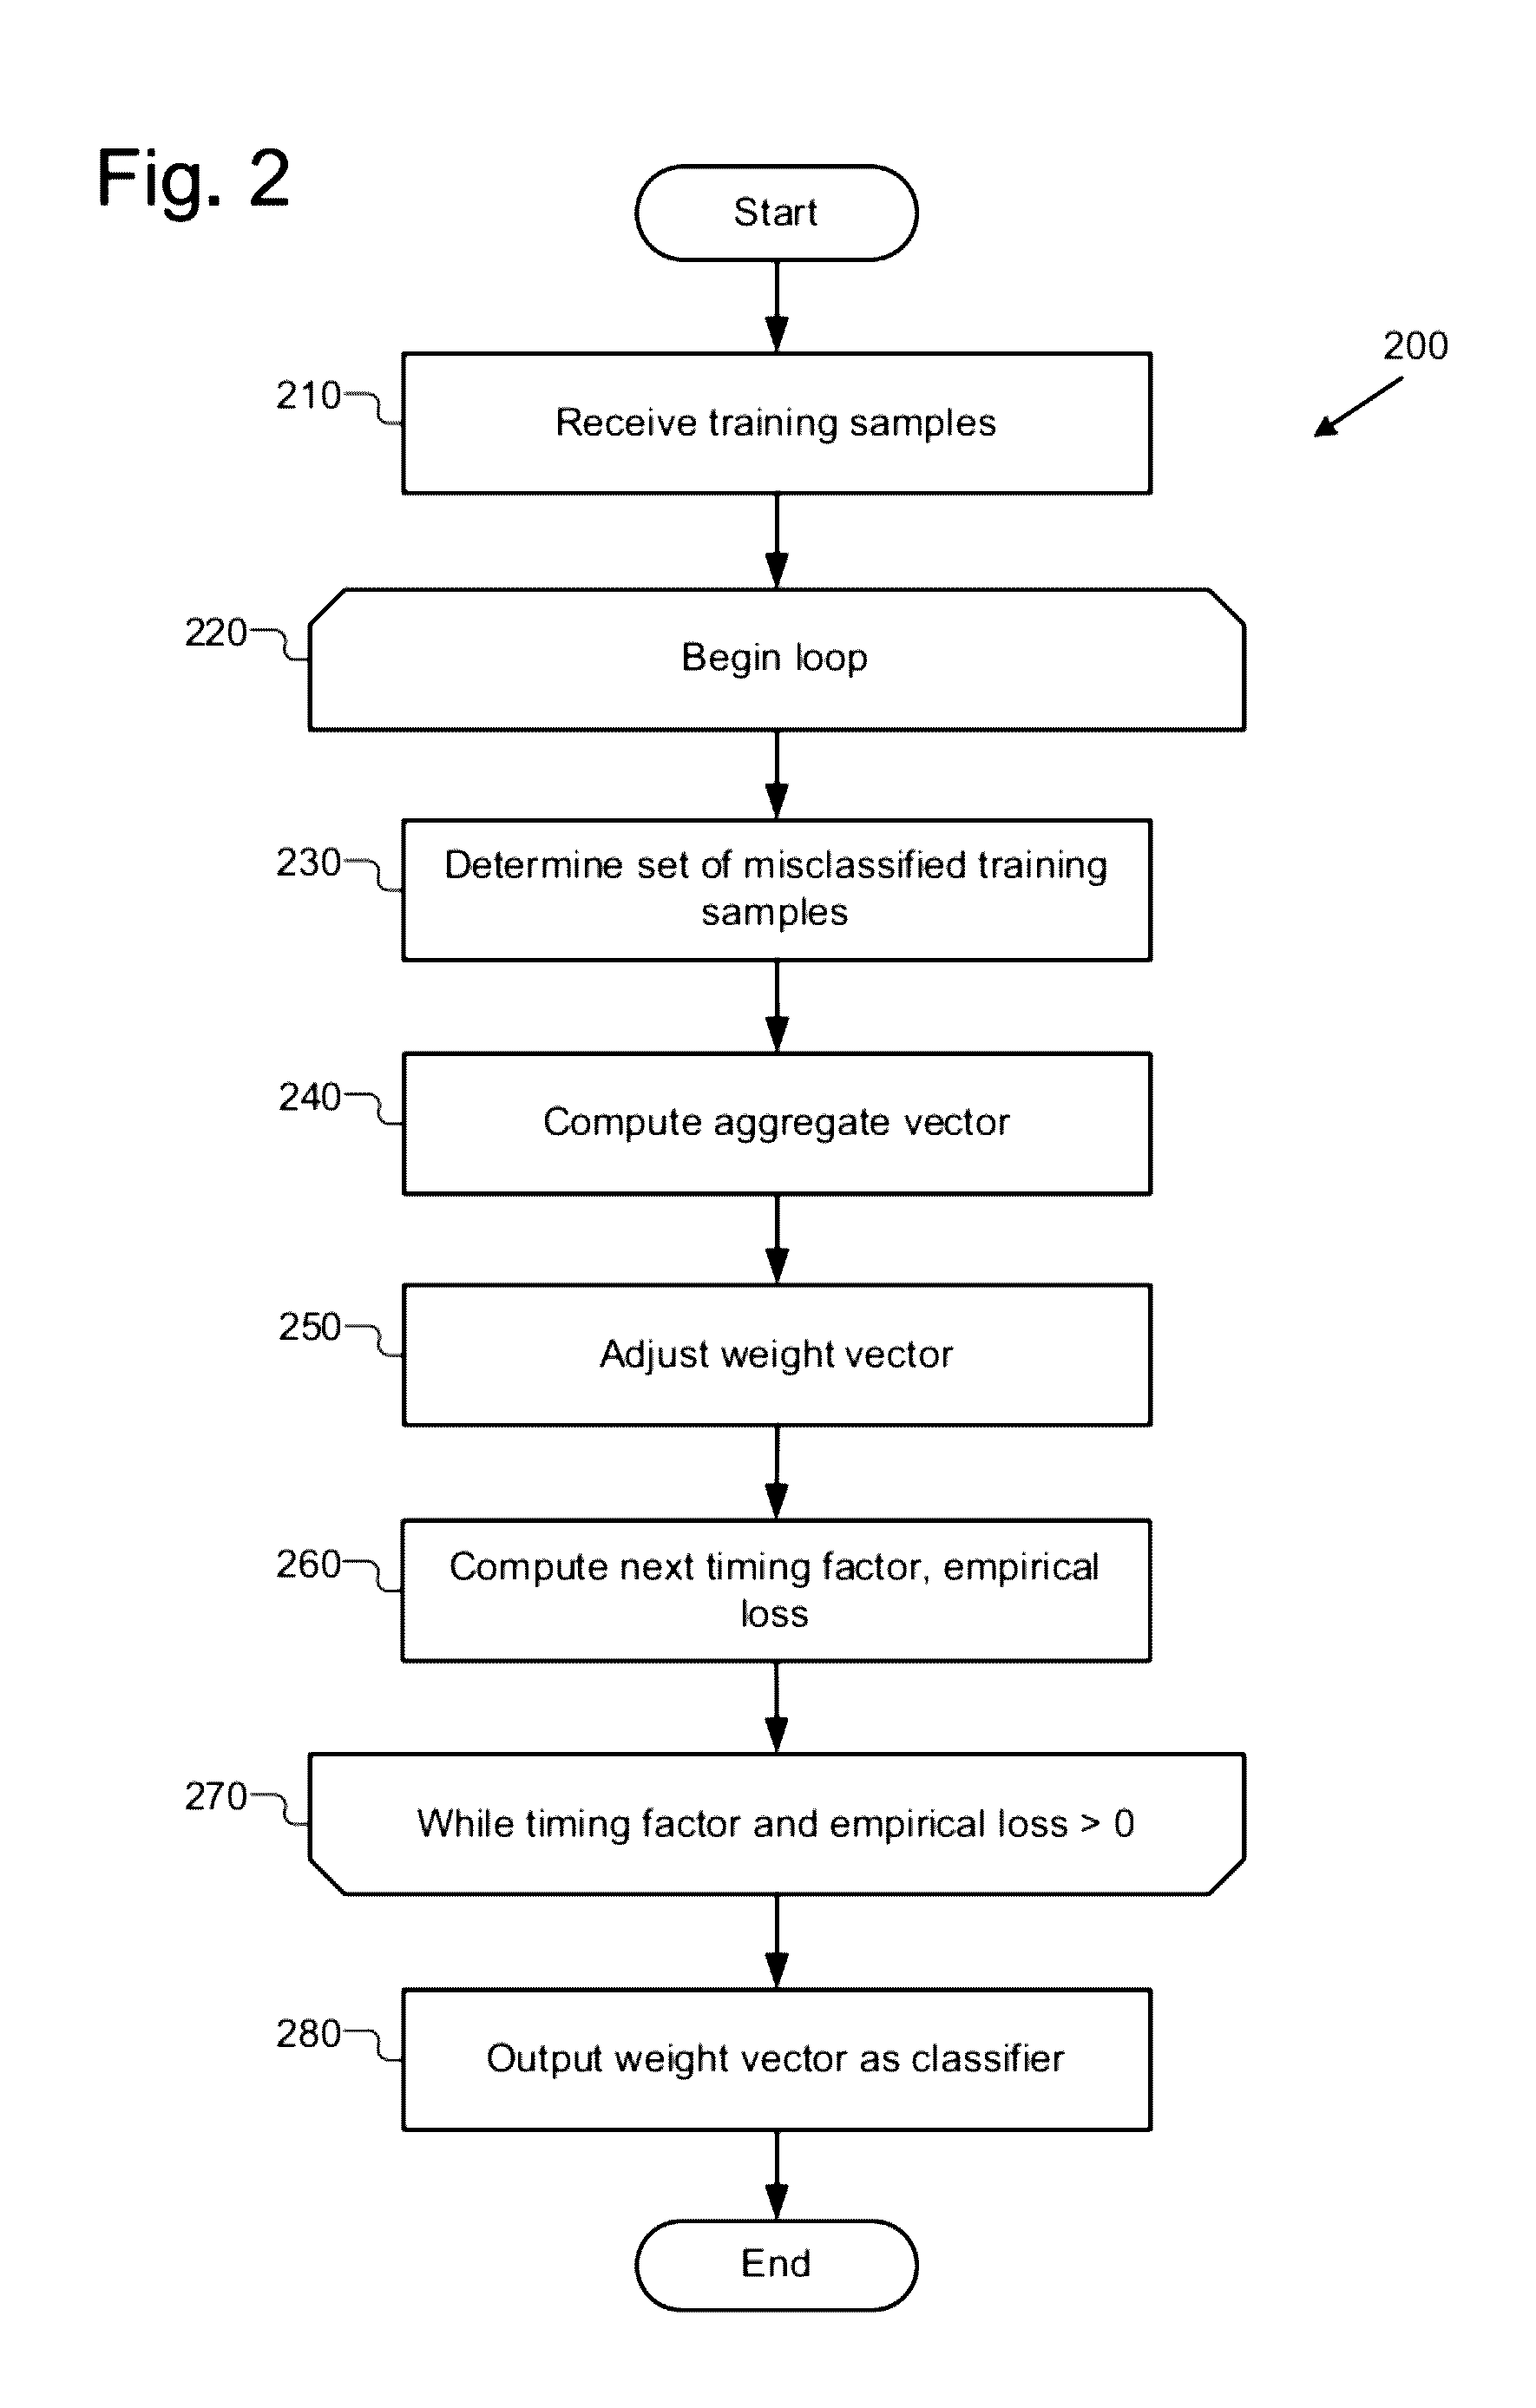 Fig. 2
Start
200
210
Receive training samples
220
Begin loop
230
Determine set of misclassified training
samples
240
Compute aggregate vector
250
Adjust weight vector
260
Compute next timing factor, empirical
loss
270
While timing factor and empirical loss > 0
280
Output weight vector as classifier
End